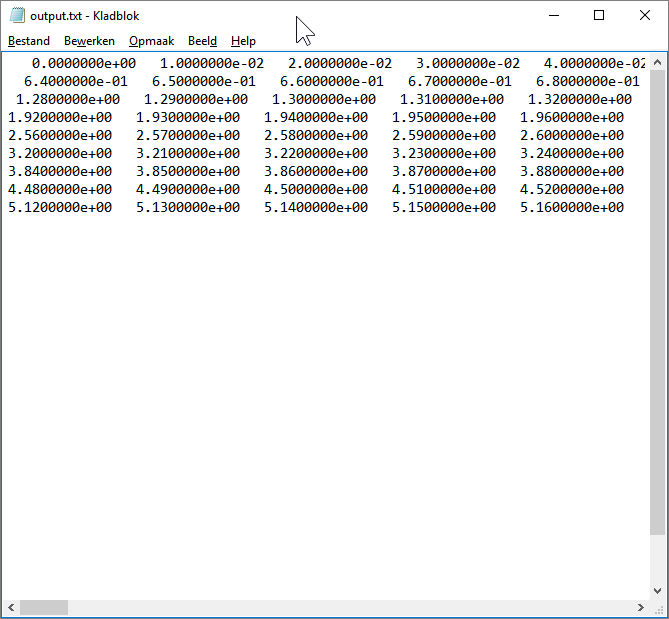 output.txt - Kladblok
Bestand Bewerken Opmaak Beeld Help
0.0000000e+00 1.0000000e-02 2.0000000e-02 3.0000000e-02 4.0000000e-02
6.4000000e-01 6.5000000e-01 6.6000000e-01 6.7000000e-01 6.8000000e-01
1.2800000e+00 1.2900000e+00 1.3000000e+00 1.3100000e+00 1.3200000e+00
1.9200000e+00 1.9300000e+00 1.9400000e+00 1.9500000e+00 1.9600000e+00
2.5600000e+00 2.5700000e+00 2.5800000e+00 2.5900000e+00 2.6000000e+00
3.2000000e+00 3.2100000e+00 3.2200000e+00 3.2300000e+00 3.2400000e+00
3.8400000e+00 3.8500000e+00 3.8600000e+00 3.8700000e+00 3.8800000e+00
4.4800000e+00 4.4900000e+00 4.5000000e+00 4.5100000e+00 4.5200000e+00
5.1200000e+00 5.1300000e+00 5.1400000e+00 5.1500000e+00 5.1600000e+00